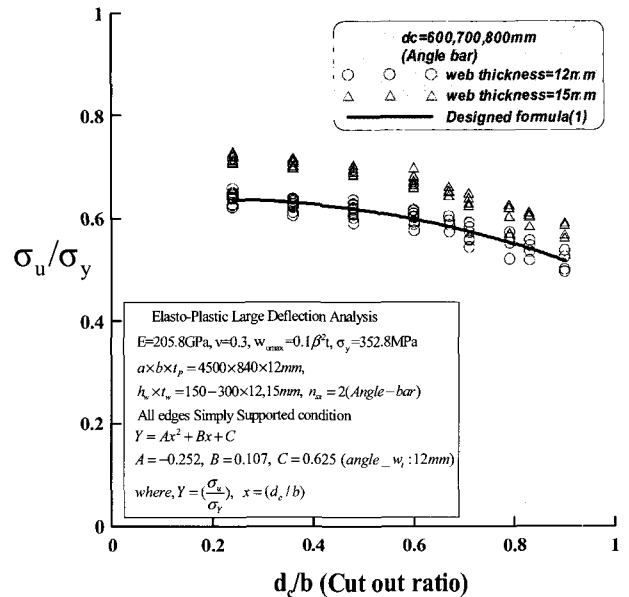 dc=600,700,800mm
(Angle bar)
web thickness=12mm
web thickness=15mm
Designed formula(1)
1
0.8
0.6
σu/σy
0.4
0.2
0
Elasto-Plastic Large Deflection Analysis
E=205.8GPa, ν=0.3, womax=0.1β²t, σy=352.8MPa
a×b×tp=4500×840×12mm,
hw×tw=150−300×12,15mm, nsx=2(Angle−bar)
All edges Simply Supported condition
Y=Ax²+Bx+C
A=−0.252, B=0.107, C=0.625 (angle_wt:12mm)
where,Y=(σu/σY), x=(dc/b)
0 0.2 0.4 0.6 0.8 1
dc/b (Cut out ratio)